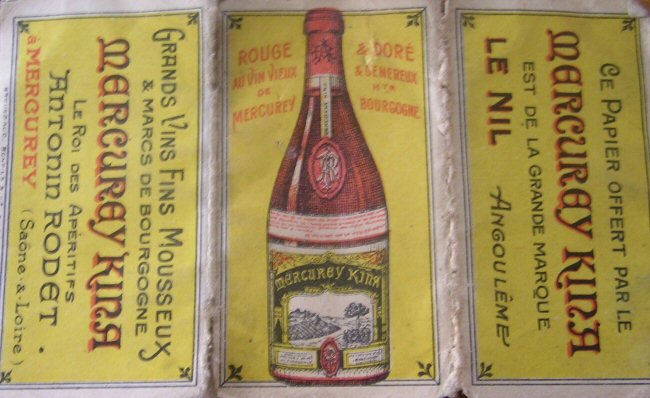 GRANDS VINS FINS MOUSSEUX
& MARCS DE BOURGOGNE
MERCUREY KINA
LE ROI DES APÉRITIFS
ANTONIN RODET.
à MERCUREY (Saône-&-Loire)
ROUGE
AU VIN VIEUX
DE
MERCUREY
& DORÉ
& GÉNÉREUX
HTE
BOURGOGNE
MERCUREY KINA
CE PAPIER OFFERT PAR LE
MERCUREY KINA
EST DE LA GRANDE MARQUE
LE NIL ANGOULÊME